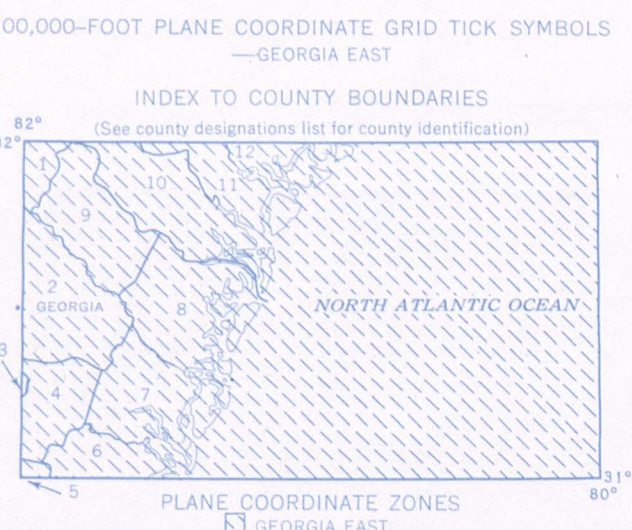 00,000–FOOT PLANE COORDINATE GRID TICK SYMBOLS
—GEORGIA EAST
INDEX TO COUNTY BOUNDARIES
82°
(See county designations list for county identification)
2°
1
12
10
11
9
2
GEORGIA
8
NORTH ATLANTIC OCEAN
3
4
7
6
31°
5
80°
PLANE COORDINATE ZONES
GEORGIA EAST